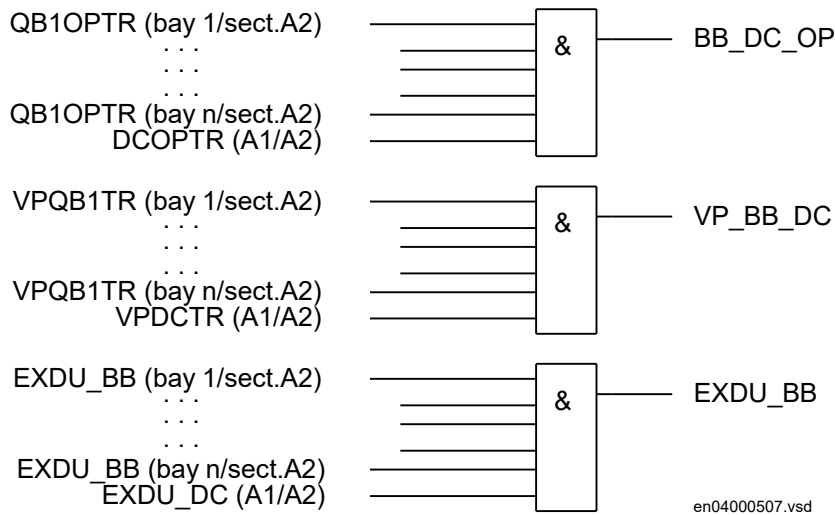 QB1OPTR (bay 1/sect.A2)
. . .
. . .
. . .
QB1OPTR (bay n/sect.A2)
DCOPTR (A1/A2)
&
BB_DC_OP
VPQB1TR (bay 1/sect.A2)
. . .
. . .
. . .
VPQB1TR (bay n/sect.A2)
VPDCTR (A1/A2)
&
VP_BB_DC
EXDU_BB (bay 1/sect.A2)
. . .
. . .
. . .
EXDU_BB (bay n/sect.A2)
EXDU_DC (A1/A2)
&
EXDU_BB
en04000507.vsd